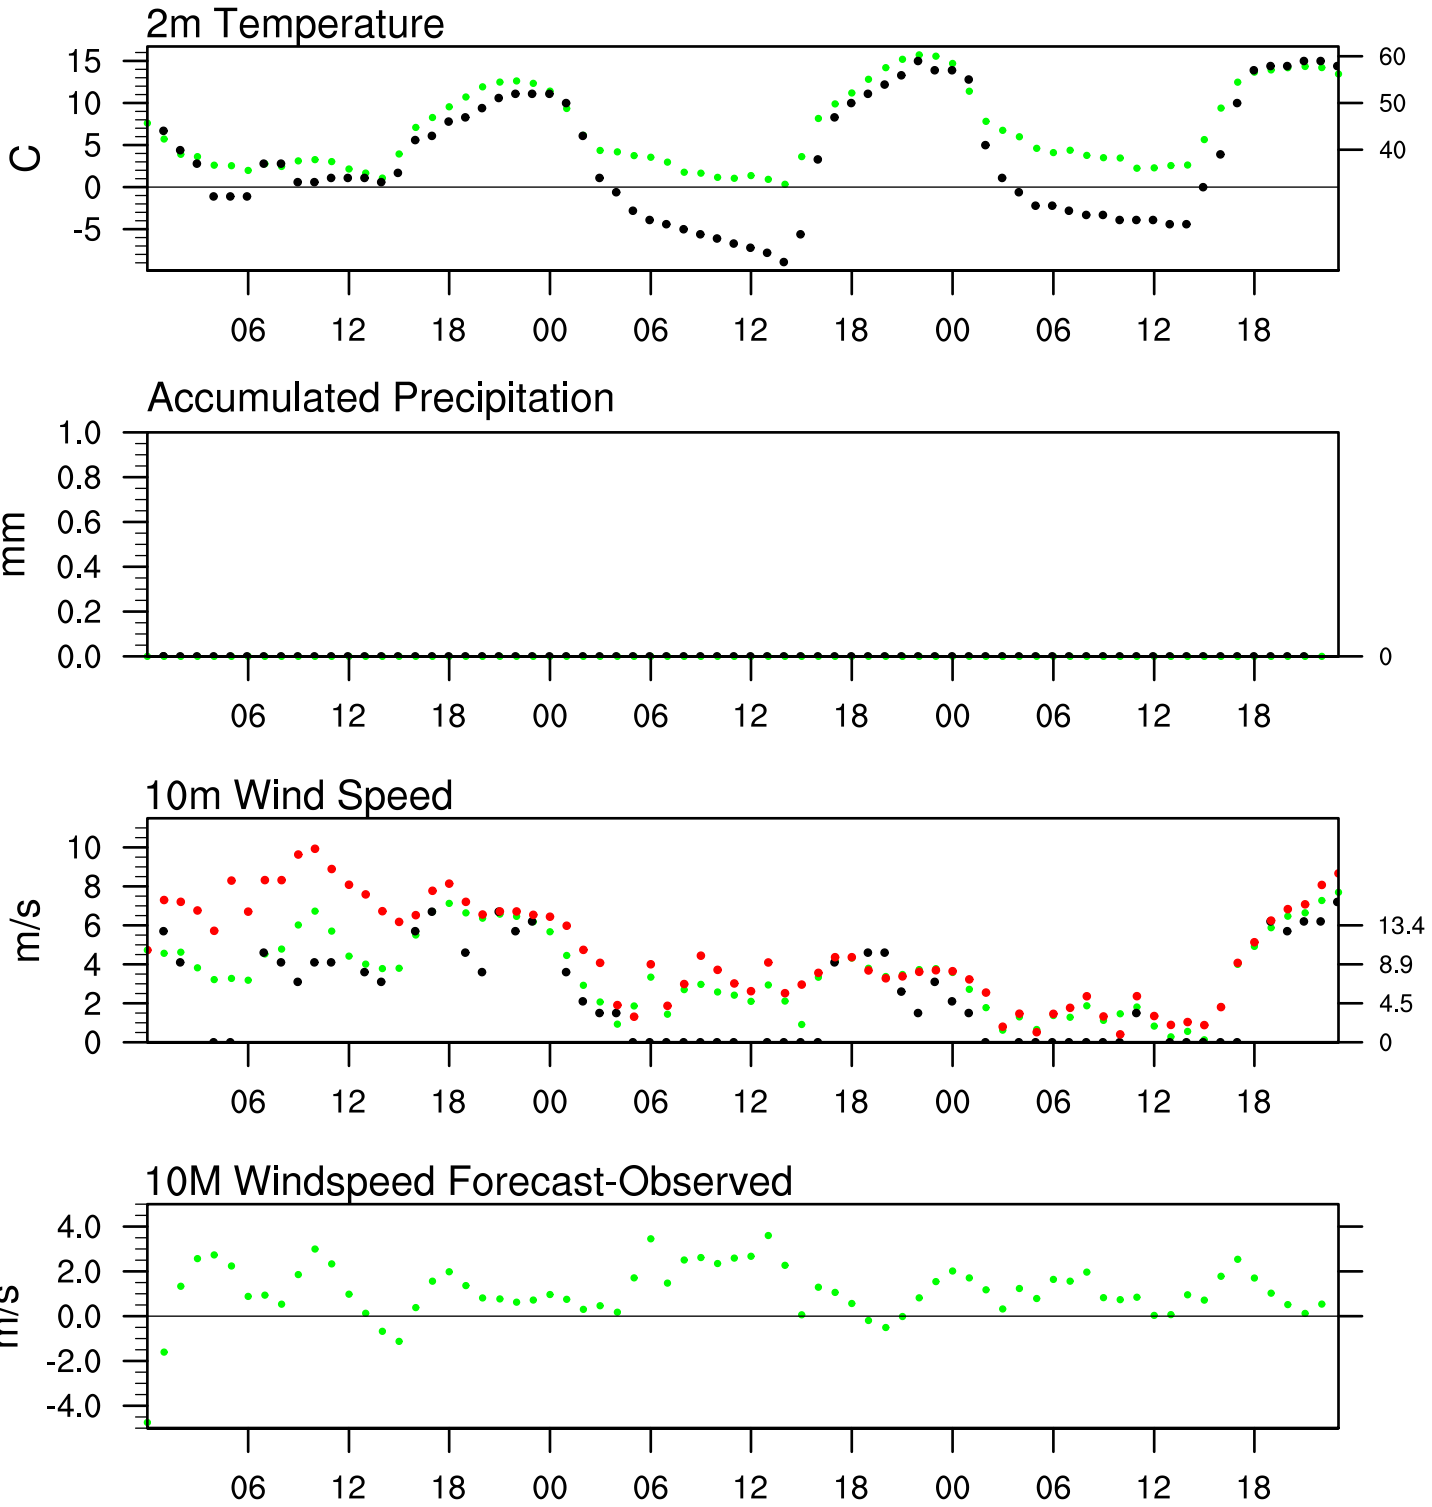 2m Temperature
15
10
5
0
-5
C
60
50
40
06 12 18 00 06 12 18 00 06 12 18
Accumulated Precipitation
1.0
0.8
0.6
0.4
0.2
0.0
mm
0
06 12 18 00 06 12 18 00 06 12 18
10m Wind Speed
10
8
6
4
2
0
m/s
13.4
8.9
4.5
0
06 12 18 00 06 12 18 00 06 12 18
10M Windspeed Forecast-Observed
4.0
2.0
0.0
-2.0
-4.0
m/s
06 12 18 00 06 12 18 00 06 12 18